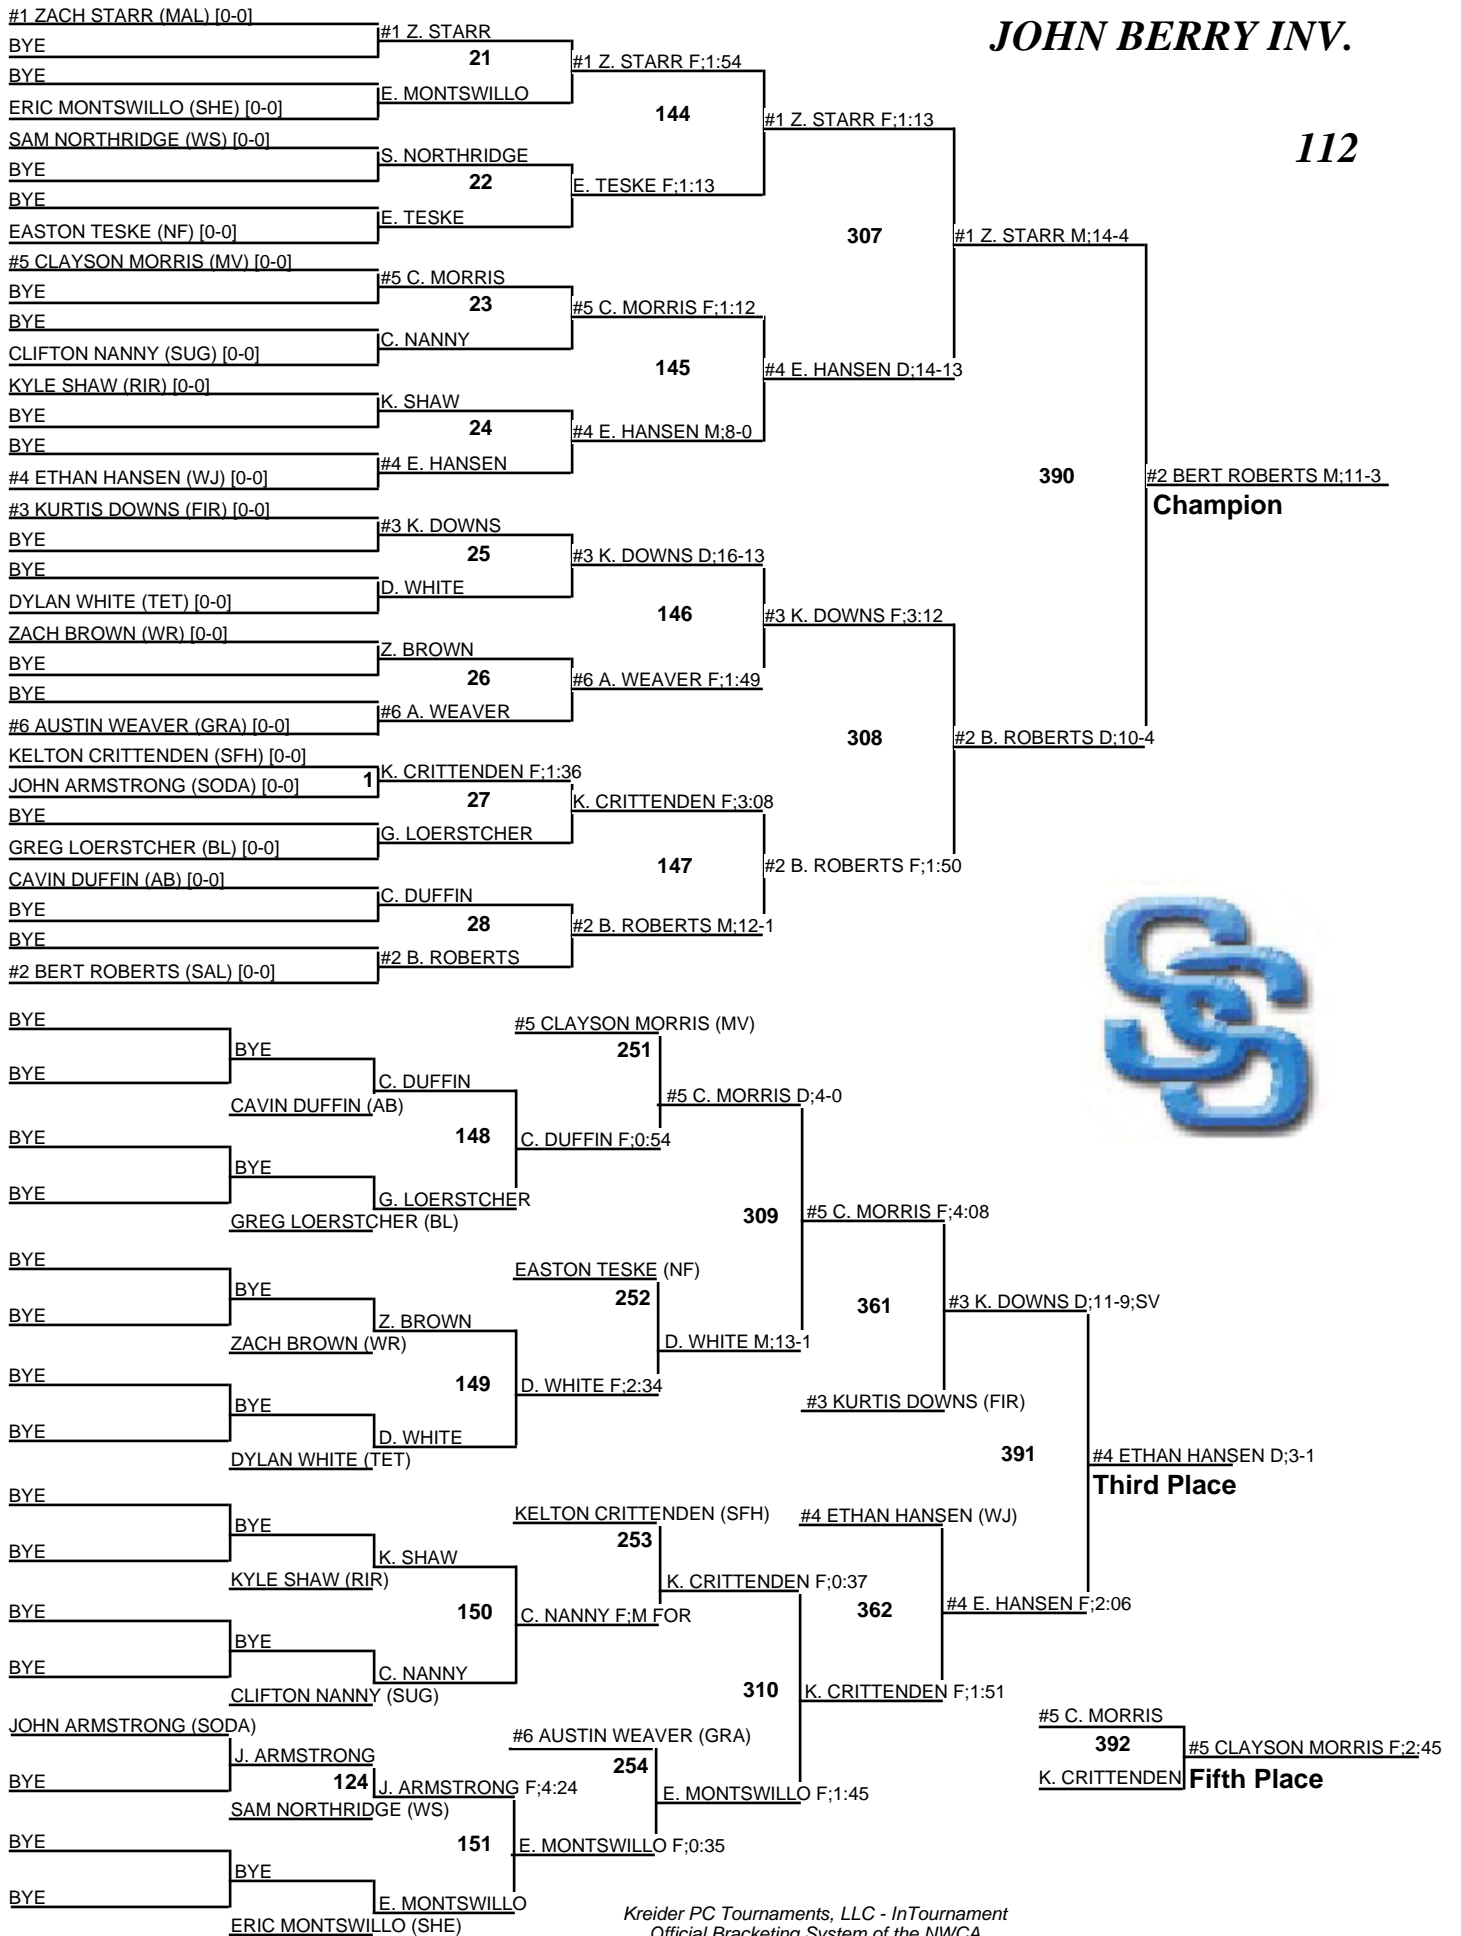 JOHN BERRY INV.
112
#1 ZACH STARR (MAL) [0-0]
BYE
BYE
ERIC MONTSWILLO (SHE) [0-0]
SAM NORTHRIDGE (WS) [0-0]
BYE
BYE
EASTON TESKE (NF) [0-0]
#5 CLAYSON MORRIS (MV) [0-0]
BYE
BYE
CLIFTON NANNY (SUG) [0-0]
KYLE SHAW (RIR) [0-0]
BYE
BYE
#4 ETHAN HANSEN (WJ) [0-0]
#3 KURTIS DOWNS (FIR) [0-0]
BYE
BYE
DYLAN WHITE (TET) [0-0]
ZACH BROWN (WR) [0-0]
BYE
BYE
#6 AUSTIN WEAVER (GRA) [0-0]
KELTON CRITTENDEN (SFH) [0-0]
JOHN ARMSTRONG (SODA) [0-0]
BYE
GREG LOERSTCHER (BL) [0-0]
CAVIN DUFFIN (AB) [0-0]
BYE
BYE
#2 BERT ROBERTS (SAL) [0-0]
1
#1 Z. STARR
21
E. MONTSWILLO
S. NORTHRIDGE
22
E. TESKE
#5 C. MORRIS
23
C. NANNY
K. SHAW
24
#4 E. HANSEN
#3 K. DOWNS
25
D. WHITE
Z. BROWN
26
#6 A. WEAVER
K. CRITTENDEN F;1:36
27
G. LOERSTCHER
C. DUFFIN
28
#2 B. ROBERTS
#1 Z. STARR F;1:54
144
E. TESKE F;1:13
#5 C. MORRIS F;1:12
145
#4 E. HANSEN M;8-0
#3 K. DOWNS D;16-13
146
#6 A. WEAVER F;1:49
K. CRITTENDEN F;3:08
147
#2 B. ROBERTS M;12-1
#1 Z. STARR F;1:13
307
#4 E. HANSEN D;14-13
#3 K. DOWNS F;3:12
308
#2 B. ROBERTS F;1:50
#1 Z. STARR M;14-4
390
#2 B. ROBERTS D;10-4
#2 BERT ROBERTS M;11-3
Champion
SSS
BYE
BYE
BYE
BYE
BYE
BYE
BYE
BYE
BYE
BYE
BYE
BYE
JOHN ARMSTRONG (SODA)
BYE
BYE
BYE
BYE
CAVIN DUFFIN (AB)
BYE
GREG LOERSTCHER (BL)
BYE
ZACH BROWN (WR)
BYE
DYLAN WHITE (TET)
BYE
KYLE SHAW (RIR)
BYE
CLIFTON NANNY (SUG)
J. ARMSTRONG
124
SAM NORTHRIDGE (WS)
BYE
ERIC MONTSWILLO (SHE)
C. DUFFIN
148
G. LOERSTCHER
Z. BROWN
149
D. WHITE
K. SHAW
150
C. NANNY
J. ARMSTRONG F;4:24
151
E. MONTSWILLO
#5 CLAYSON MORRIS (MV)
251
C. DUFFIN F;0:54
EASTON TESKE (NF)
252
D. WHITE F;2:34
KELTON CRITTENDEN (SFH)
253
C. NANNY F;M FOR
#6 AUSTIN WEAVER (GRA)
254
E. MONTSWILLO F;0:35
#5 C. MORRIS D;4-0
309
D. WHITE M;13-1
K. CRITTENDEN F;0:37
310
E. MONTSWILLO F;1:45
#5 C. MORRIS F;4:08
361
#3 KURTIS DOWNS (FIR)
#4 ETHAN HANSEN (WJ)
362
K. CRITTENDEN F;1:51
#3 K. DOWNS D;11-9;SV
391
#4 E. HANSEN F;2:06
#4 ETHAN HANSEN D;3-1
Third Place
#5 C. MORRIS
392
K. CRITTENDEN
#5 CLAYSON MORRIS F;2:45
Fifth Place
Kreider PC Tournaments, LLC - InTournament
Official Bracketing System of the NWCA